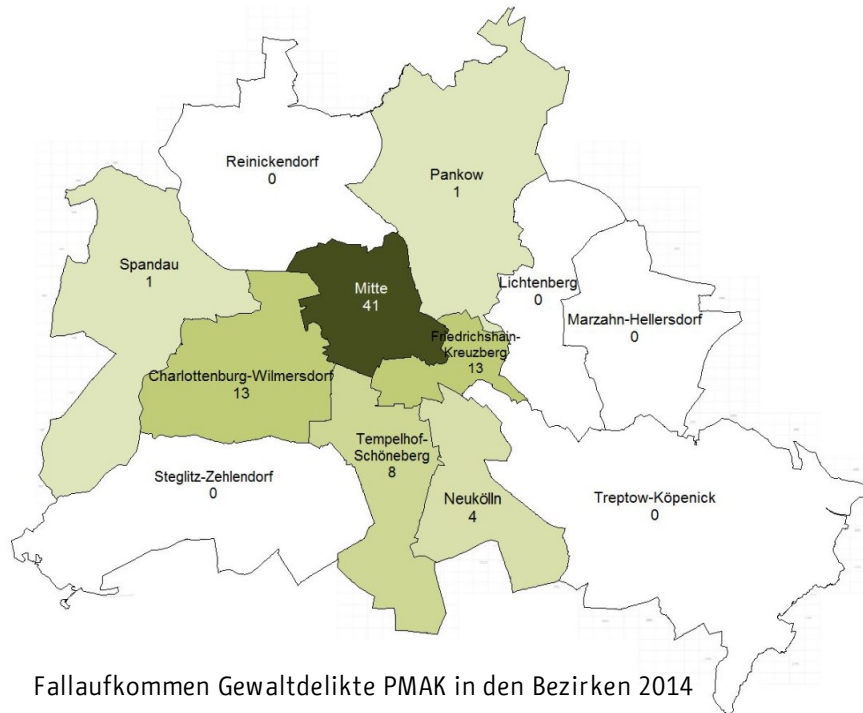 Reinickendorf
0
Pankow
1
Spandau
1
Mitte
41
Lichtenberg
0
Marzahn-Hellersdorf
0
Friedrichshain-
Kreuzberg
13
Charlottenburg-Wilmersdorf
13
Tempelhof-
Schöneberg
8
Steglitz-Zehlendorf
0
Neukölln
4
Treptow-Köpenick
0
Fallaufkommen Gewaltdelikte PMAK in den Bezirken 2014